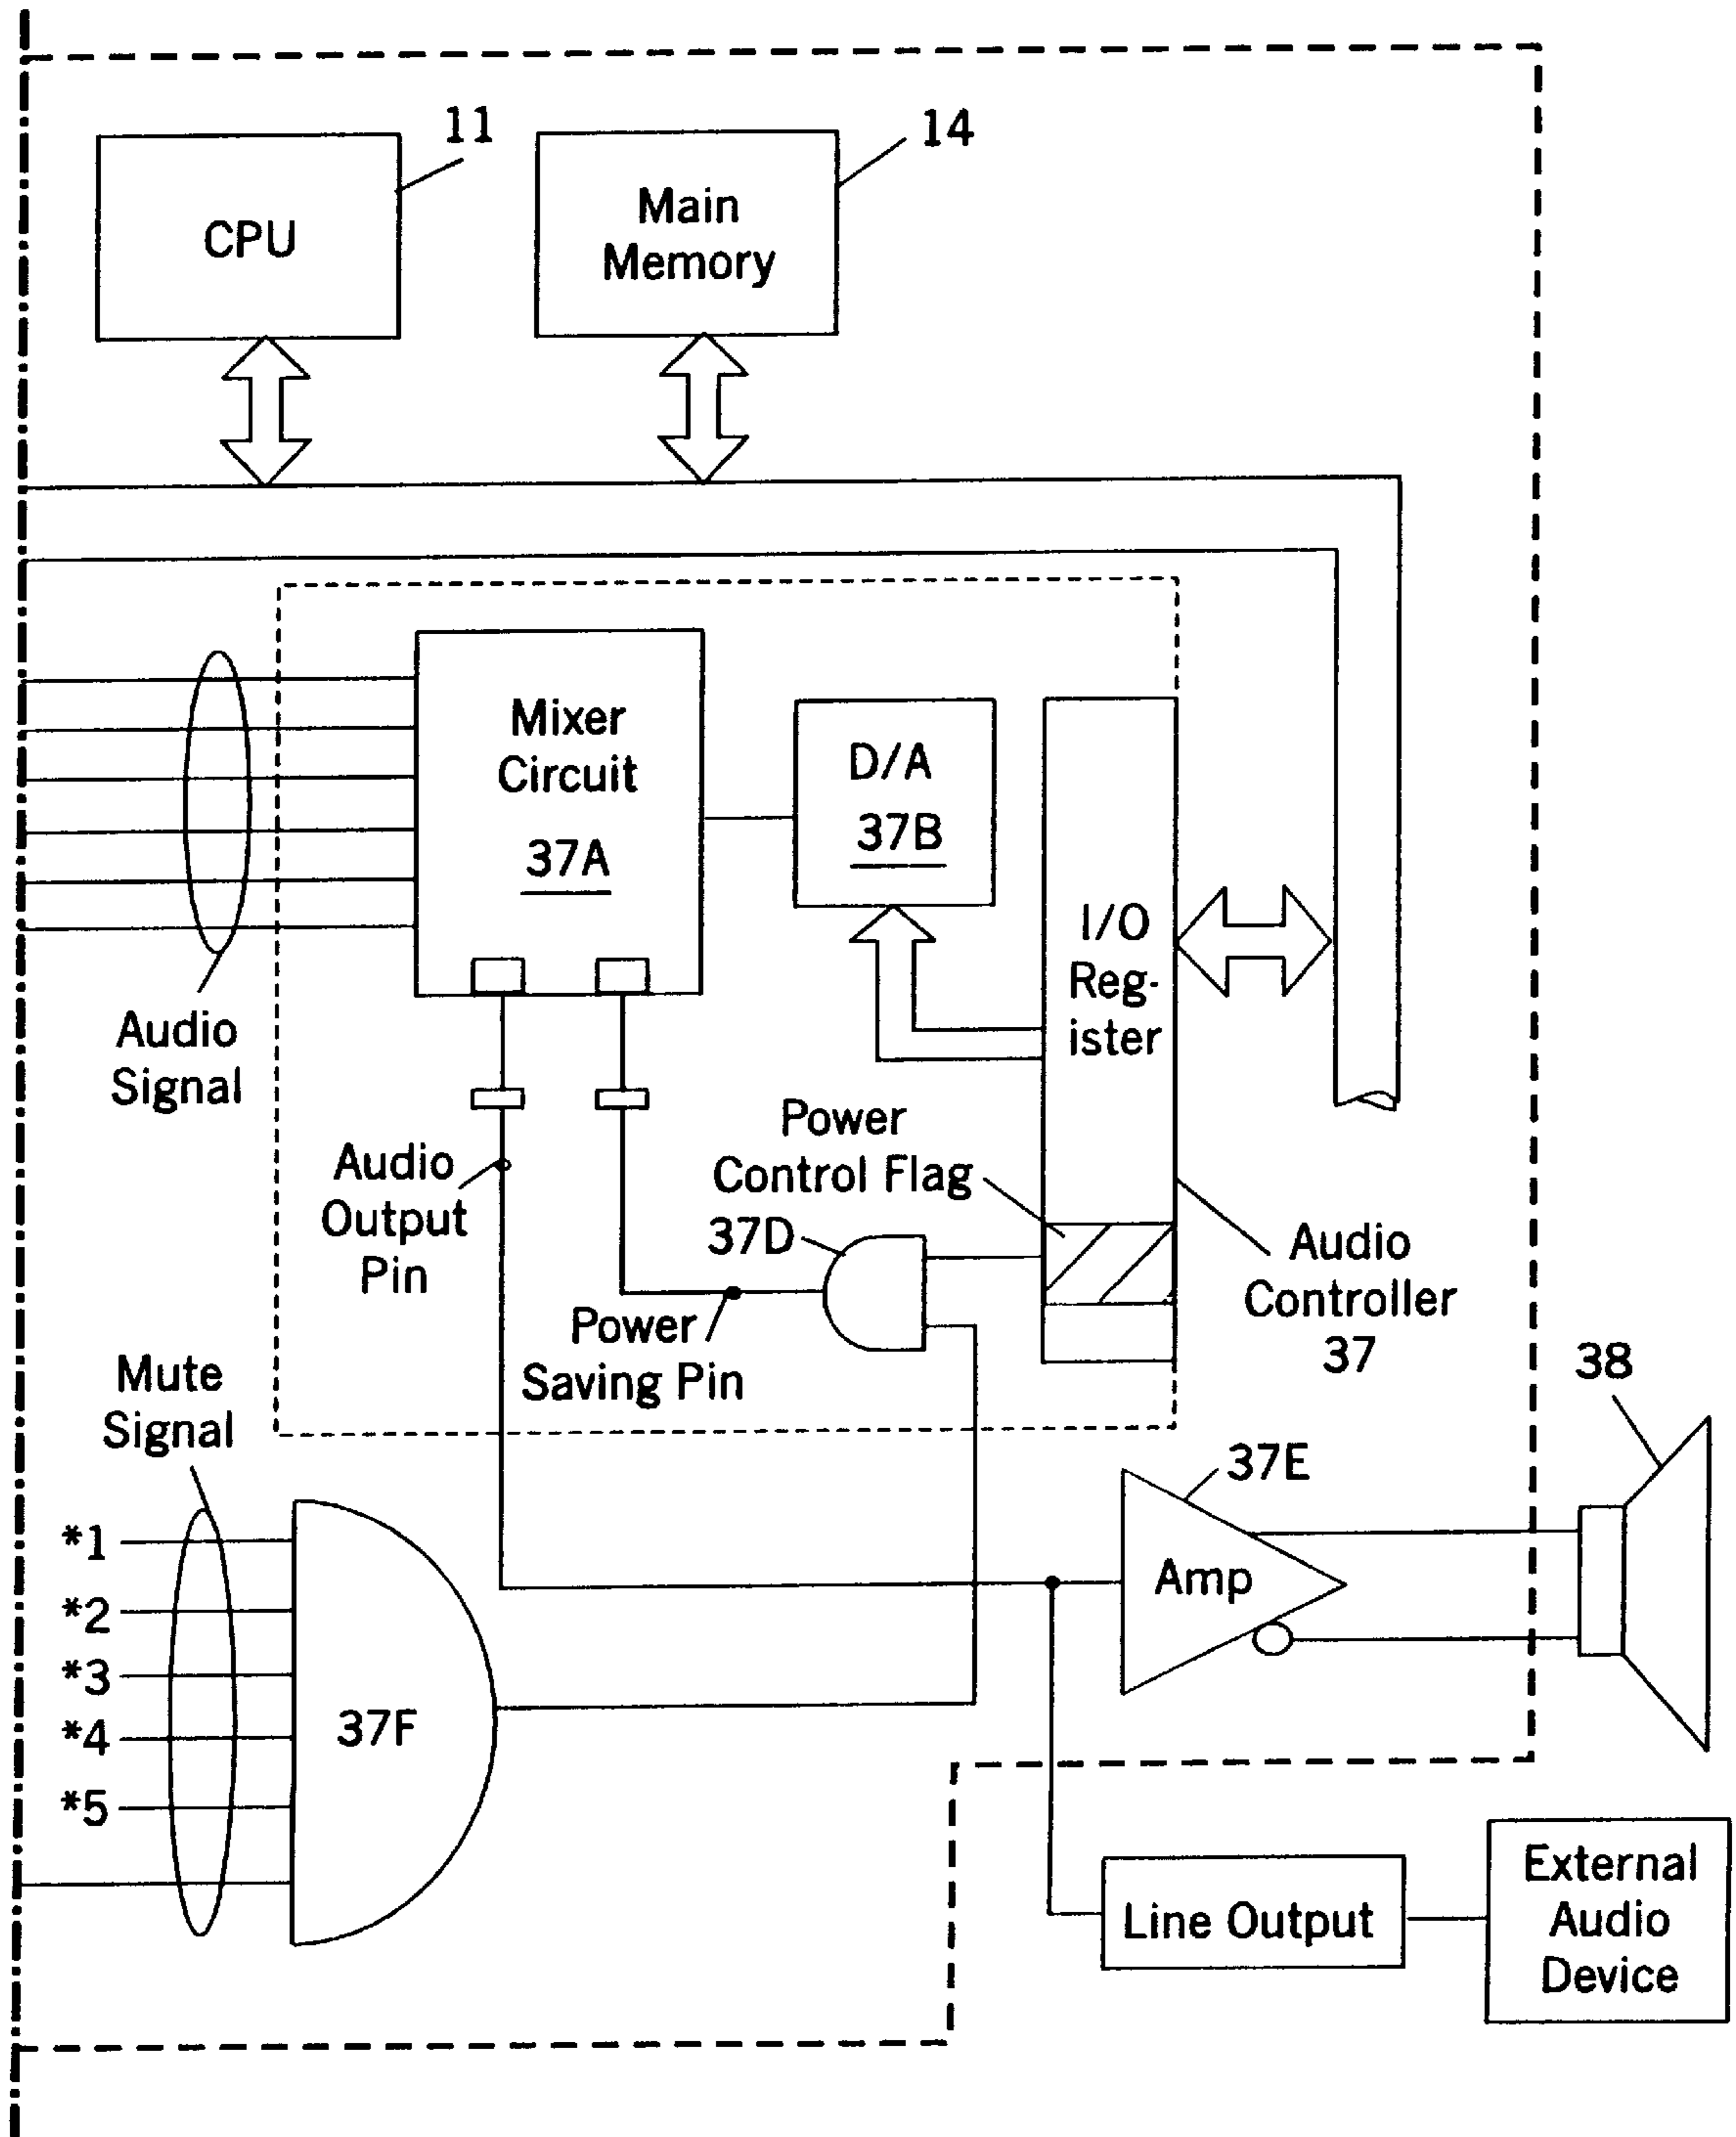 11
14
CPU
Main
Memory
Mixer
Circuit
37A
D/A
37B
I/O
Reg-
ister
Audio
Signal
Power
Control Flag
Audio
Output
Pin
37D
Audio
Controller
37
Power
Saving Pin
Mute
Signal
38
37E
Amp
*1
*2
*3
*4
*5
37F
Line Output
External
Audio
Device